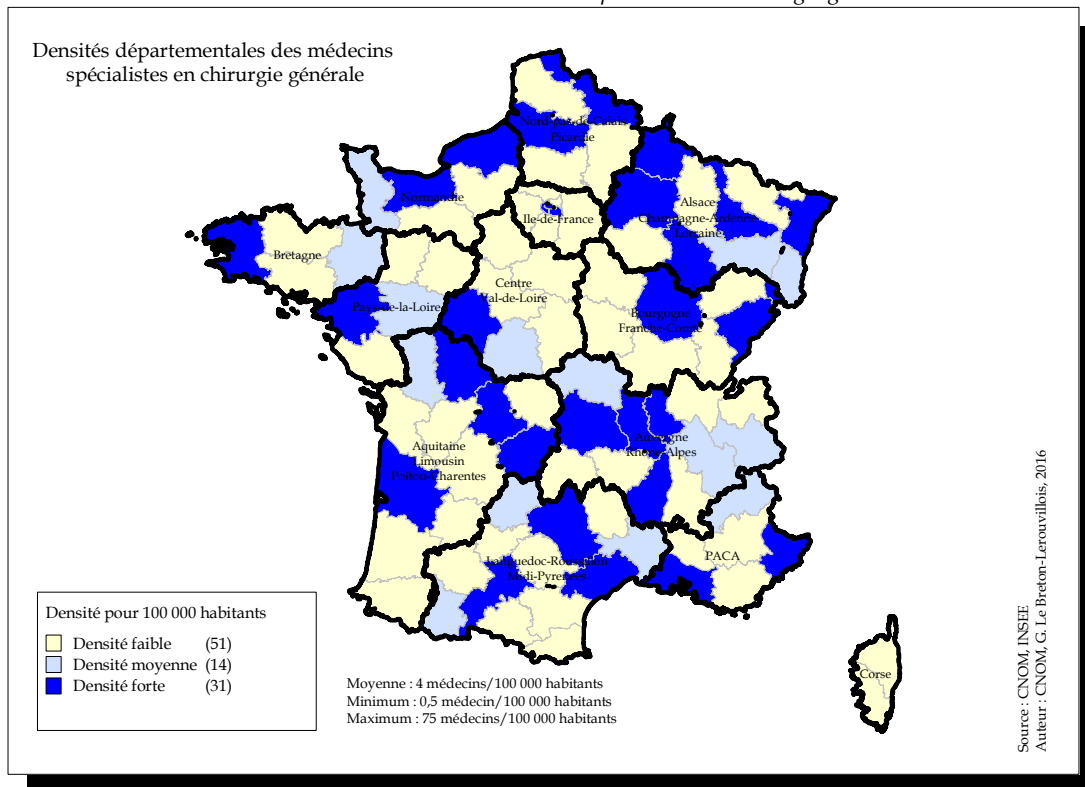 Densités départementales des médecins
spécialistes en chirurgie générale
Nord-pas-de-Calais
Picardie
Normandie
Ile-de-France
Alsace
Champagne-Ardenne
Lorraine
Bretagne
Pays-de-la-Loire
Centre
Val-de-Loire
Bourgogne
Franche-Comté
Aquitaine
Limousin
Poitou-Charentes
Auvergne
Rhône-Alpes
Languedoc-Roussillon
Midi-Pyrénées
PACA
Corse
Densité pour 100 000 habitants
Densité faible (51)
Densité moyenne (14)
Densité forte (31)
Moyenne : 4 médecins/100 000 habitants
Minimum : 0,5 médecin/100 000 habitants
Maximum : 75 médecins/100 000 habitants
Source : CNOM, INSEE
Auteur : CNOM, G. Le Breton-Lerouvillois, 2016